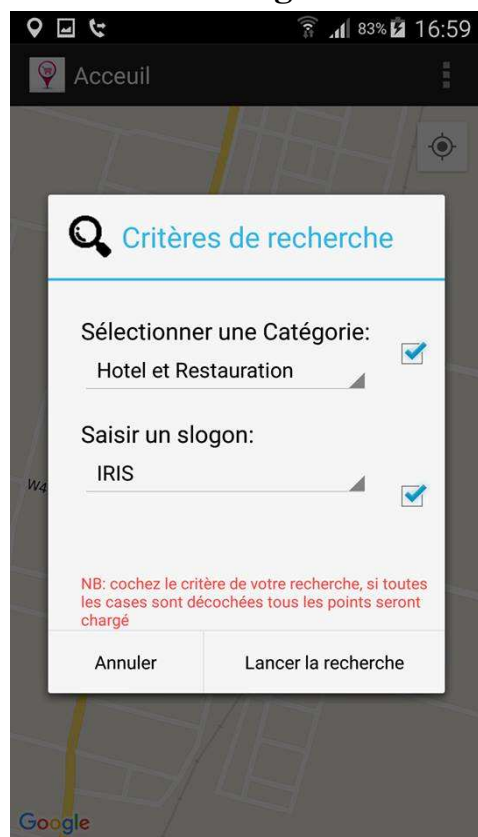 83% 16:59
Acceuil
Critères de recherche
Sélectionner une Catégorie:
Hotel et Restauration
Saisir un slogon:
IRIS
W4
NB: cochez le critère de votre recherche, si toutes
les cases sont décochées tous les points seront
chargé
Annuler Lancer la recherche
Google